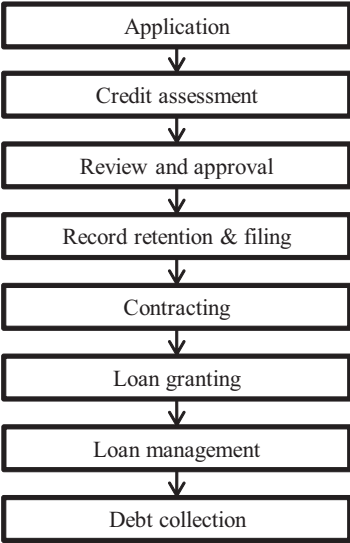 Application
Credit assessment
Review and approval
Record retention & filing
Contracting
Loan granting
Loan management
Debt collection